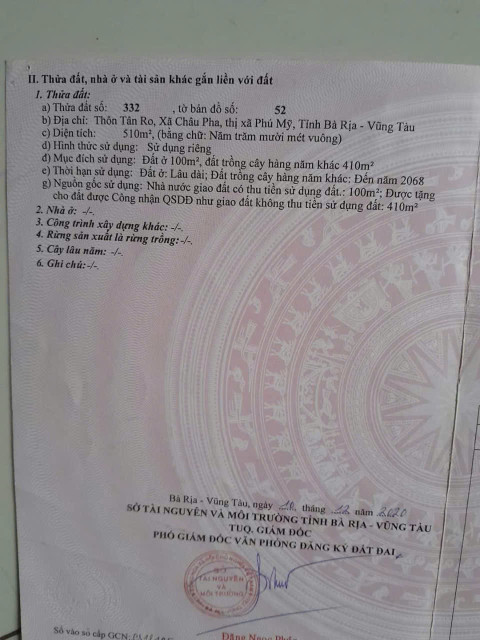 II. Thửa đất, nhà ở và tài sản khác gắn liền với đất
1. Thửa đất:
a) Thửa đất số: 332 , tờ bản đồ số: 52
b) Địa chỉ: Thôn Tân Ro, Xã Châu Pha, thị xã Phú Mỹ, Tỉnh Bà Rịa - Vũng Tàu
c) Diện tích: 510m², (bằng chữ: Năm trăm mười mét vuông)
d) Hình thức sử dụng: Sử dụng riêng
đ) Mục đích sử dụng: Đất ở 100m², đất trồng cây hàng năm khác 410m²
e) Thời hạn sử dụng: Đất ở: Lâu dài; Đất trồng cây hàng năm khác: Đến năm 2068
g) Nguồn gốc sử dụng: Nhà nước giao đất có thu tiền sử dụng đất.: 100m²; Được tặng
cho đất được Công nhận QSDĐ như giao đất không thu tiền sử dụng đất: 410m²
2. Nhà ở: -/-.
3. Công trình xây dựng khác: -/-.
4. Rừng sản xuất là rừng trồng: -/-.
5. Cây lâu năm: -/-.
6. Ghi chú: -/-.
Bà Rịa - Vũng Tàu, ngày tháng năm 2020
SỞ TÀI NGUYÊN VÀ MÔI TRƯỜNG TỈNH BÀ RỊA - VŨNG TÀU
TUQ. GIÁM ĐỐC
PHÓ GIÁM ĐỐC VĂN PHÒNG ĐĂNG KÝ ĐẤT ĐAI
SỞ
TÀI NGUYÊN
VÀ
MÔI TRƯỜNG
Số vào sổ cấp GCN:
Đặng Ngọc